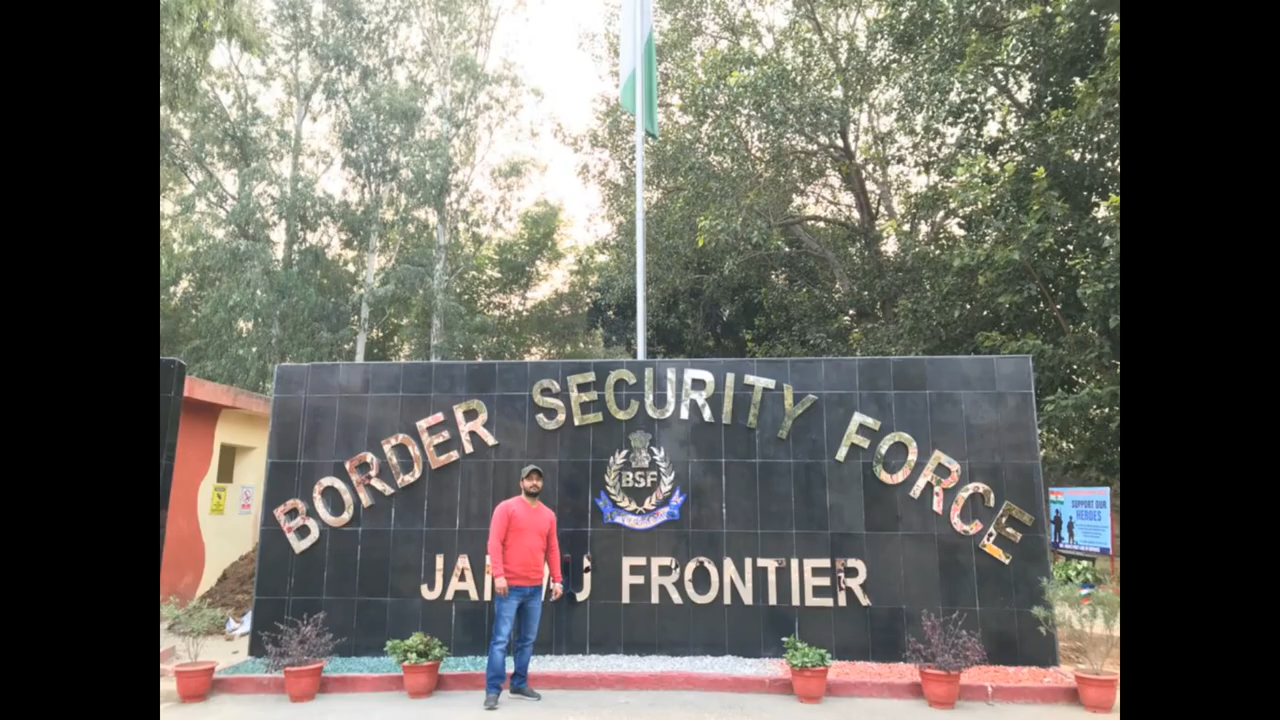 BORDER SECURITY FORCE
BSF
FRONTIER
SUPPORT OUR
HEROES